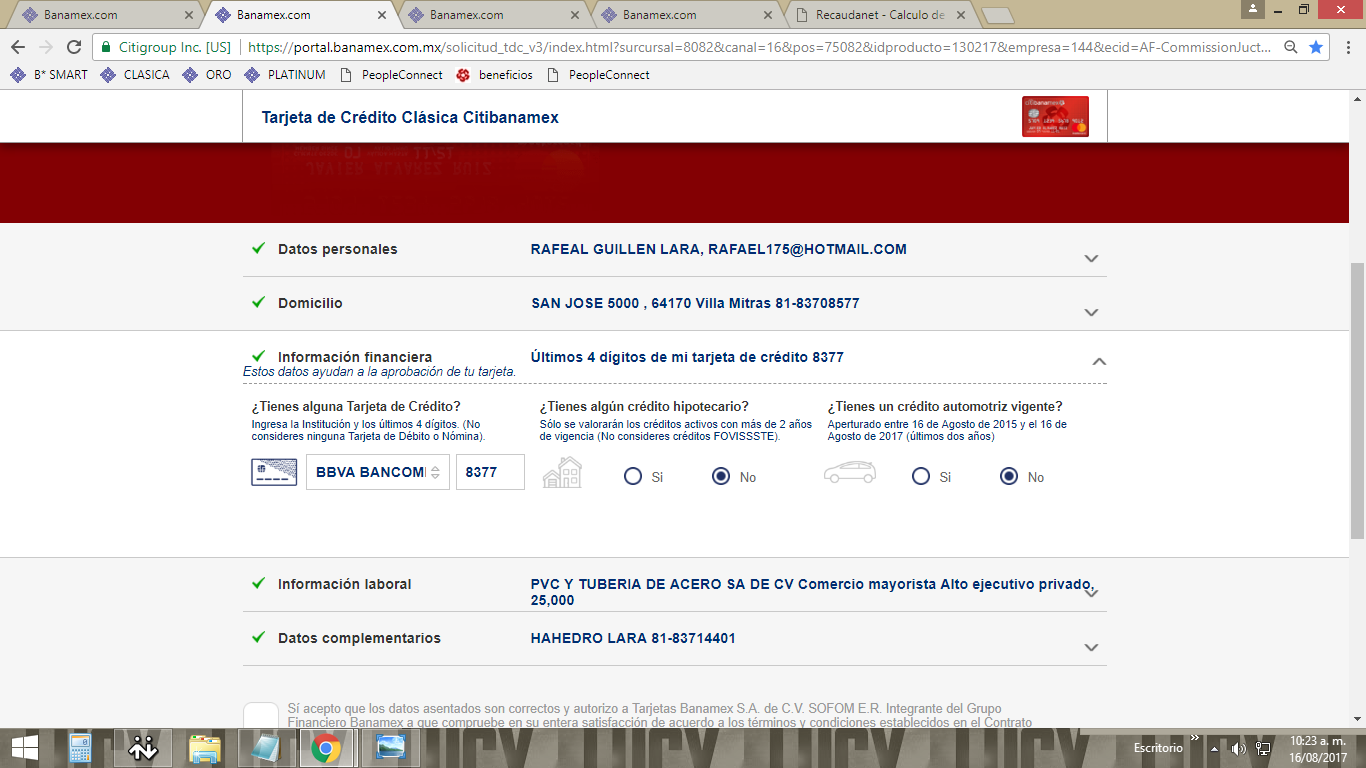 Banamex.com
Banamex.com
Banamex.com
Banamex.com
Recaudanet - Calculo de
Citigroup Inc. [US]
https://portal.banamex.com.mx/solicitud_tdc_v3/index.html?surcursal=8082&canal=16&pos=75082&idproducto=130217&empresa=144&ecid=AF-CommissionJuct...
B* SMART
CLASICA
ORO
PLATINUM
PeopleConnect
beneficios
PeopleConnect
Tarjeta de Crédito Clásica Citibanamex
Datos personales
RAFEAL GUILLEN LARA, RAFAEL175@HOTMAIL.COM
Domicilio
SAN JOSE 5000 , 64170 Villa Mitras 81-83708577
Información financiera
Últimos 4 dígitos de mi tarjeta de crédito 8377
Estos datos ayudan a la aprobación de tu tarjeta.
¿Tienes alguna Tarjeta de Crédito?
Ingresa la Institución y los últimos 4 dígitos. (No
consideres ninguna Tarjeta de Débito o Nómina).
BBVA BANCOM
8377
¿Tienes algún crédito hipotecario?
Sólo se valorarán los créditos activos con más de 2 años
de vigencia (No consideres créditos FOVISSSTE).
Si
No
¿Tienes un crédito automotriz vigente?
Aperturado entre 16 de Agosto de 2015 y el 16 de
Agosto de 2017 (últimos dos años)
Si
No
Información laboral
PVC Y TUBERIA DE ACERO SA DE CV Comercio mayorista Alto ejecutivo privado,
25,000
Datos complementarios
HAHEDRO LARA 81-83714401
Sí acepto que los datos asentados son correctos y autorizo a Tarjetas Banamex S.A. de C.V. SOFOM E.R. Integrante del Grupo
Financiero Banamex a que compruebe en su entera satisfacción de acuerdo a los términos y condiciones establecidos en el Contrato
Escritorio
10:23 a. m.
16/08/2017